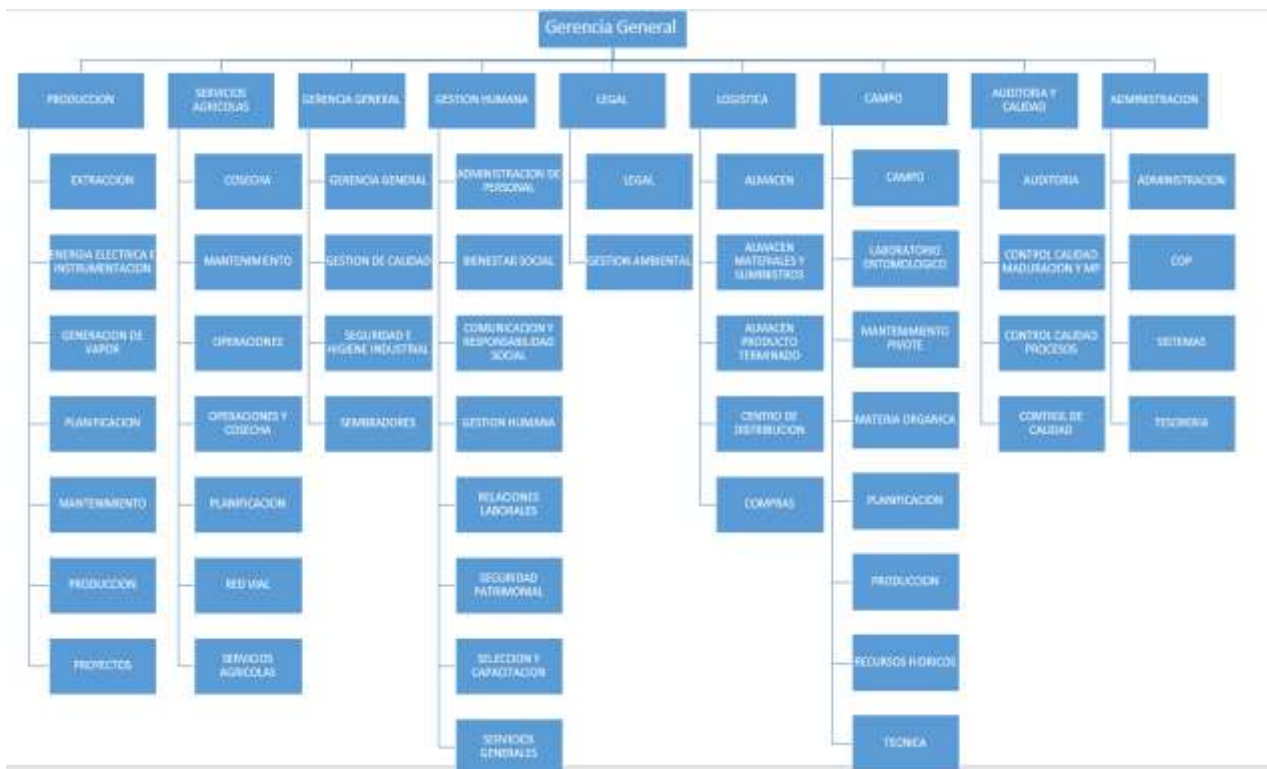 Gerencia General
PRODUCCION
SERVICIOS
AGRICOLAS
GERENCIA GENERAL
GESTION HUMANA
LEGAL
LOGISTICA
CAMPO
AUDITORIA Y
CALIDAD
ADMINISTRACION
EXTRACCION
ENERGIA ELECTRICA E
INSTRUMENTACION
GENERACION DE
VAPOR
PLANIFICACION
MANTENIMIENTO
PRODUCCION
PROYECTOS
COSECHA
MANTENIMIENTO
OPERACIONES
OPERACIONES Y
COSECHA
PLANIFICACION
RED VIAL
SERVICIOS
AGRICOLAS
GERENCIA GENERAL
GESTION DE CALIDAD
SEGURIDAD E
HIGIENE INDUSTRIAL
SEMBRADORES
ADMINISTRACION DE
PERSONAL
BIENESTAR SOCIAL
COMUNICACION Y
RESPONSABILIDAD
SOCIAL
GESTION HUMANA
RELACIONES
LABORALES
SEGURIDAD
PATRIMONIAL
SELECCION Y
CAPACITACION
SERVICIOS
GENERALES
LEGAL
GESTION AMBIENTAL
ALMACEN
ALMACEN
MATERIALES Y
SUMINISTROS
ALMACEN
PRODUCTO
TERMINADO
CENTRO DE
DISTRIBUCION
COMPRAS
CAMPO
LABORATORIO
ENTOMOLOGICO
MANTENIMIENTO
PIVOTE
MATERIA ORGANICA
PLANIFICACION
PRODUCCION
RECURSOS HIDRICOS
TECNICA
AUDITORIA
CONTROL CALIDAD
MADURACION Y MP
CONTROL CALIDAD
PROCESOS
CONTROL DE
CALIDAD
ADMINISTRACION
COP
SISTEMAS
TESORERIA